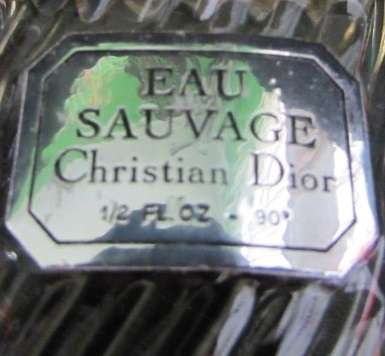 EAU
SAUVAGE
Christian Dior
1/2 FL. OZ - 90°